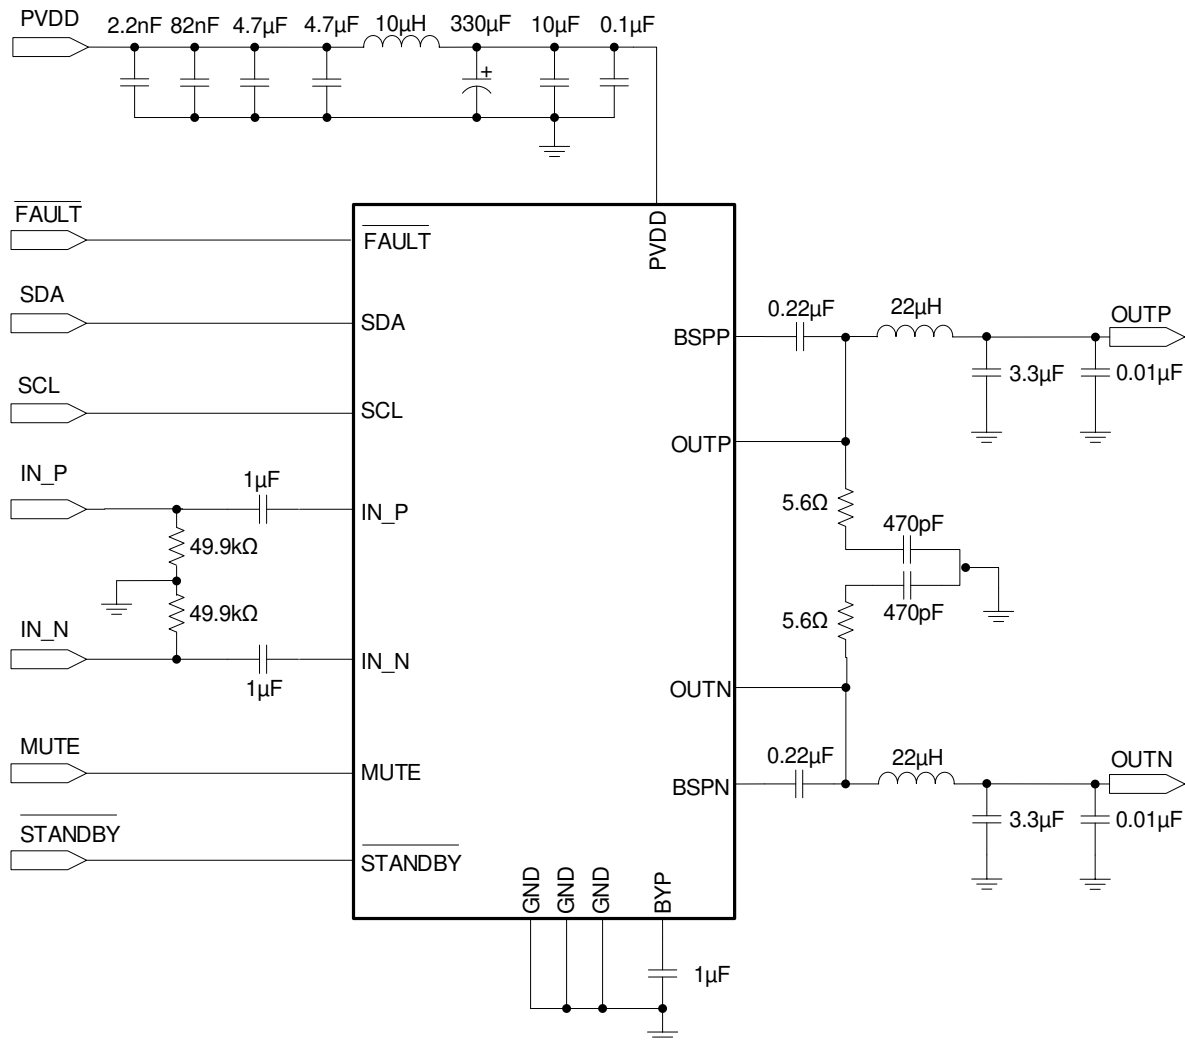 PVDD
2.2nF 82nF 4.7µF 4.7µF 10µH 330µF 10µF 0.1µF
+
FAULT
FAULT
PVDD
SDA
SDA
SCL
SCL
IN_P
1µF
IN_P
49.9kΩ
49.9kΩ
IN_N
1µF
IN_N
MUTE
MUTE
STANDBY
STANDBY
BSPP
0.22µF
22µH
OUTP
3.3µF
0.01µF
OUTP
5.6Ω
470pF
470pF
5.6Ω
OUTN
BSPN
0.22µF
22µH
OUTN
3.3µF
0.01µF
GND
GND
GND
BYP
1µF